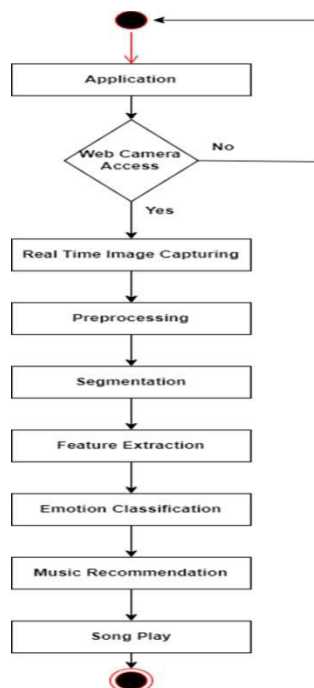 Application
Web Camera
Access
No
Yes
Real Time Image Capturing
Preprocessing
Segmentation
Feature Extraction
Emotion Classification
Music Recommendation
Song Play